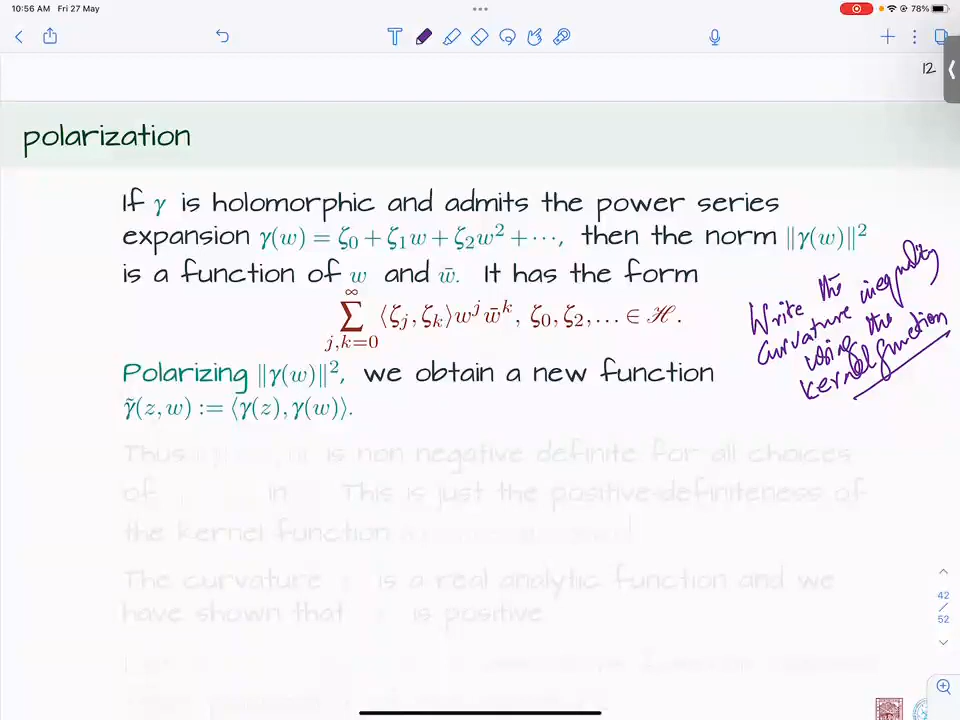 10:56 AM Fri 27 May
78%
12
polarization
If γ is holomorphic and admits the power series
expansion γ(w) = ζ₀ + ζ₁w + ζ₂w² + ⋯, then the norm ‖γ(w)‖²
is a function of w and w̄. It has the form
∑_{j,k=0}^{∞} ⟨ζⱼ, ζₖ⟩wʲw̄ᵏ, ζ₀, ζ₂, … ∈ ℋ.
Write the inequality
curvature
using the
kernel function
Polarizing ‖γ(w)‖², we obtain a new function
γ̃(z, w) := ⟨γ(z), γ(w)⟩.
Thus is non negative definite for all choices
of in This is just the positive-definiteness of
the kernel function
The curvature is a real analytic function and we
have shown that is positive
42
/
52